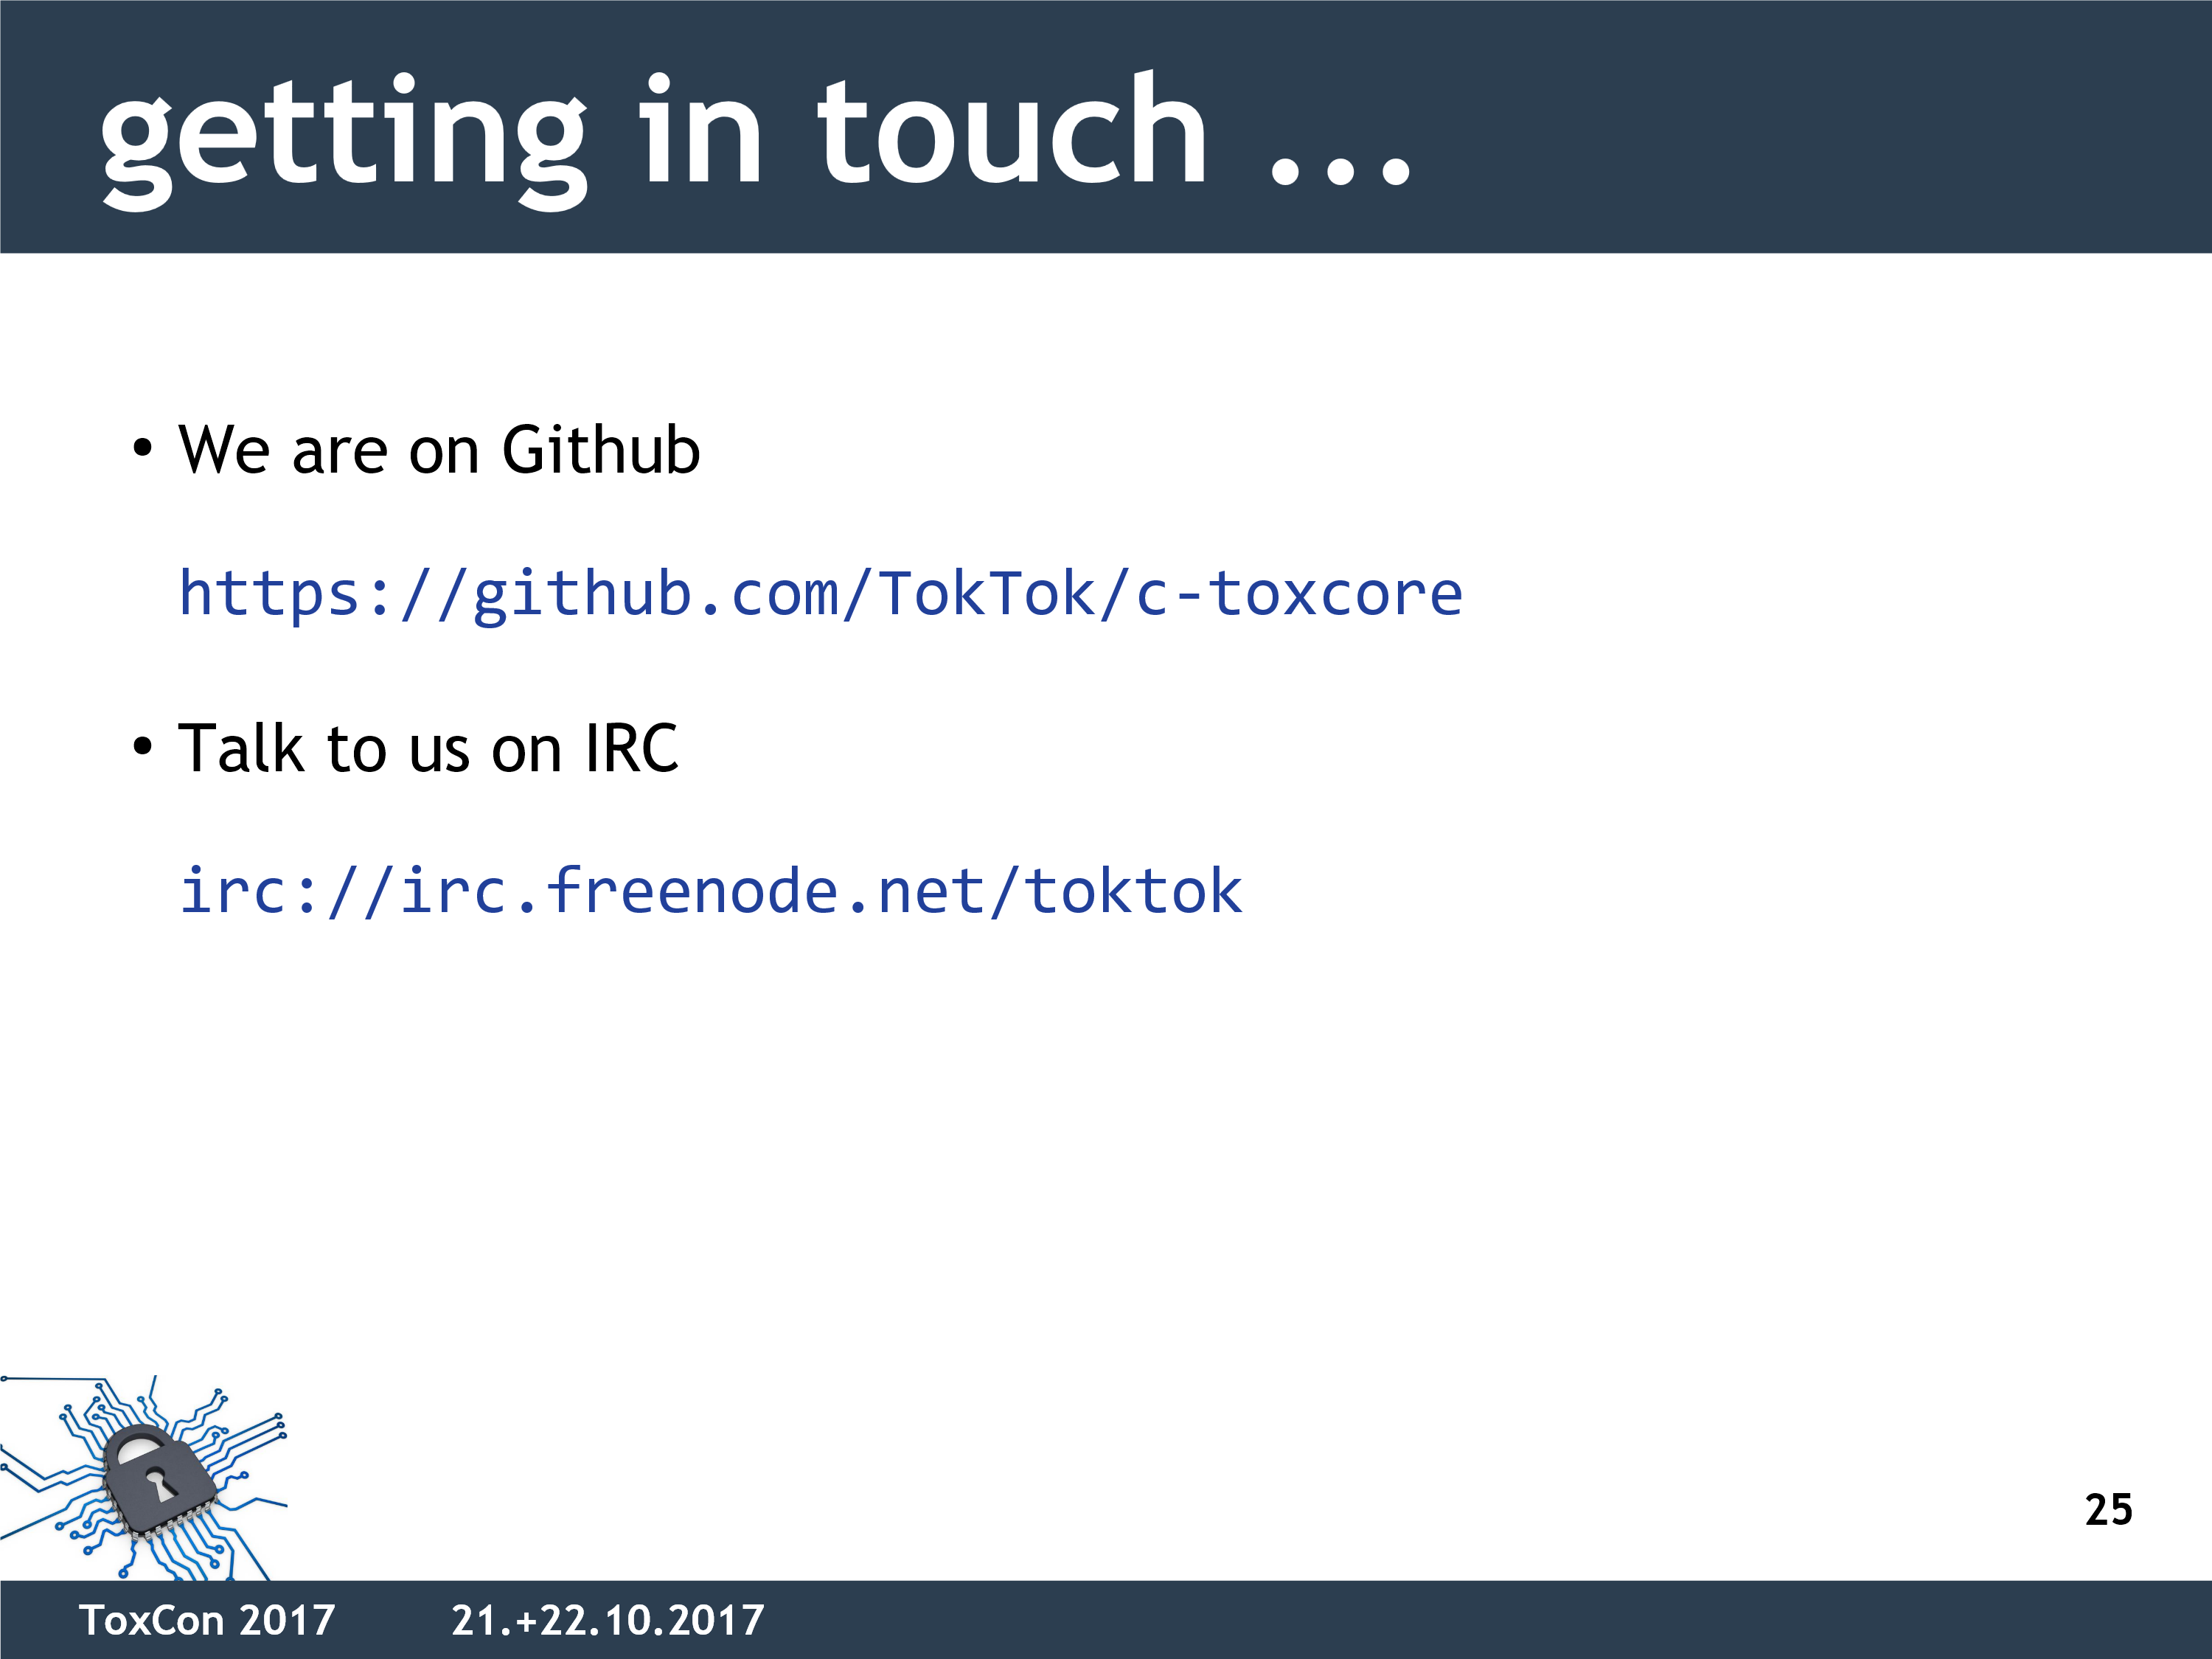 getting in touch ...
• We are on Github
https://github.com/TokTok/c-toxcore
• Talk to us on IRC
irc://irc.freenode.net/toktok
25
ToxCon 2017 21.+22.10.2017